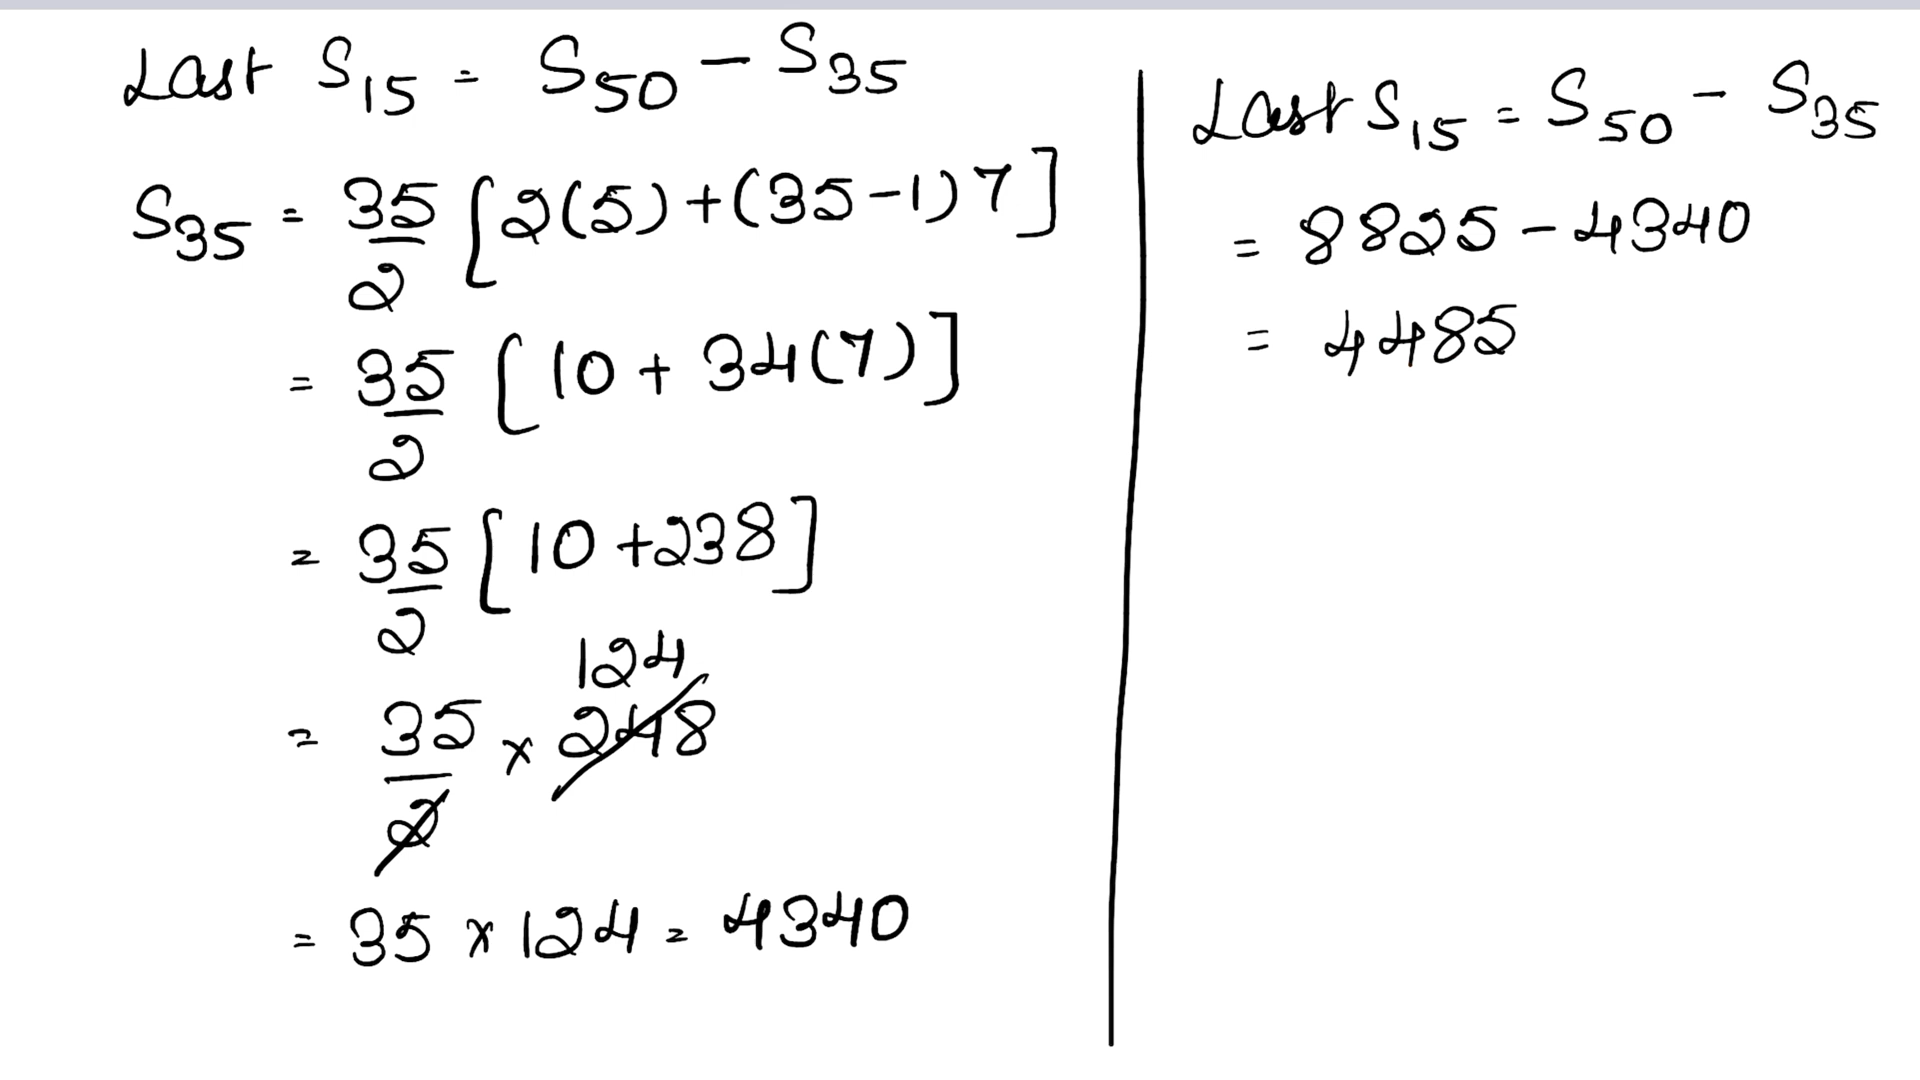 Last S₁₅ = S₅₀ - S₃₅
S₃₅ = 35/2 [2(5)+(35-1)7]
= 35/2 [10 + 34(7)]
= 35/2 [10+238]
124
= 35/2 × 248
= 35 × 124 = 4340
Last S₁₅ = S₅₀ - S₃₅
= 8825 - 4340
= 4485